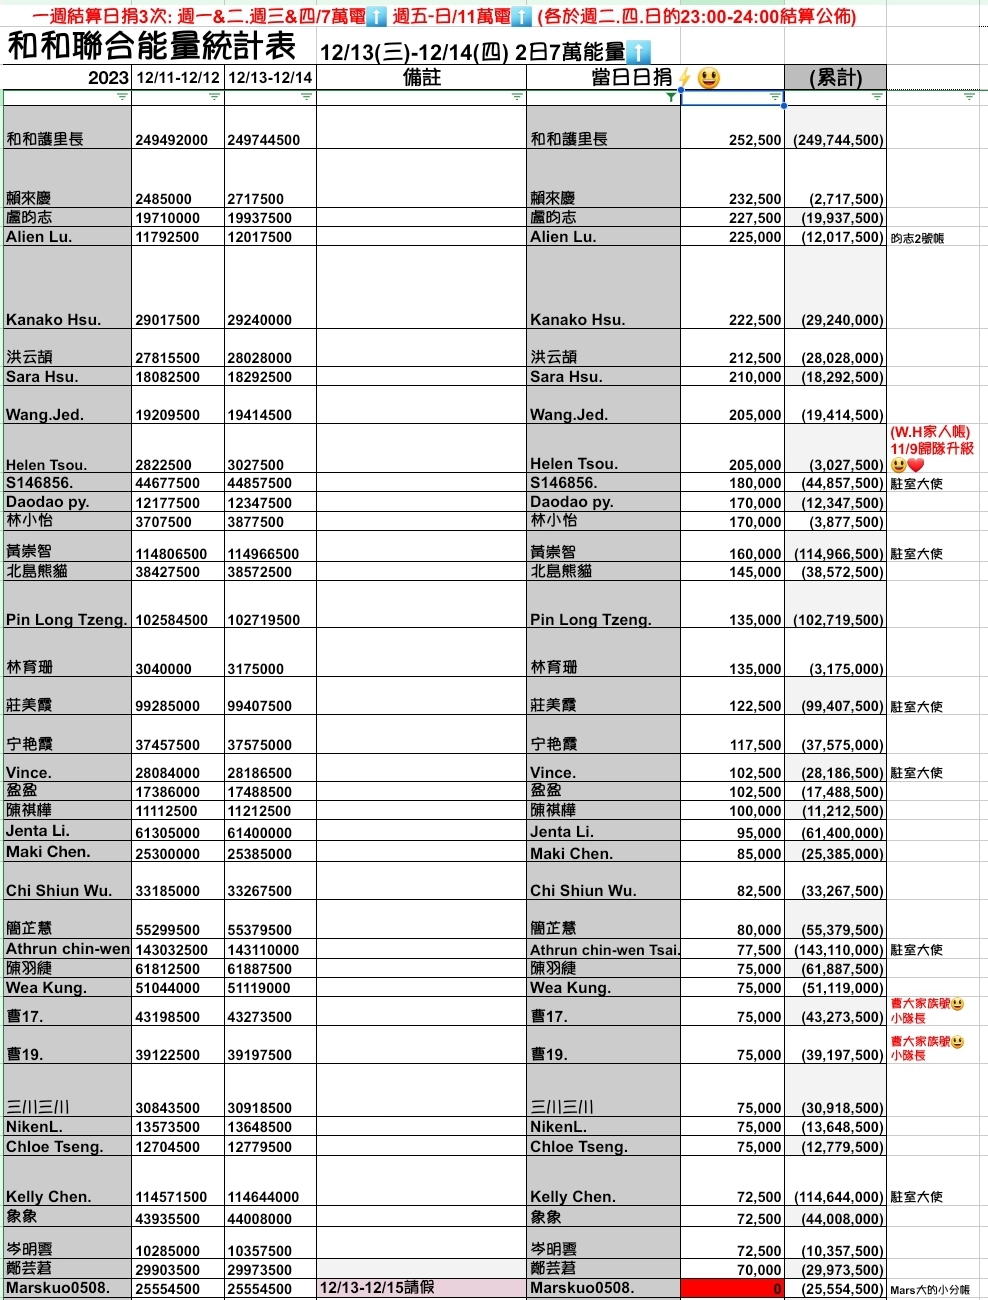 一週結算日捐3次: 週一&二.週三&四/7萬電⬆️ 週五-日/11萬電⬆️ (各於週二.四.日的23:00-24:00結算公佈)
和和聯合能量統計表 12/13(三)-12/14(四) 2日7萬能量⬆️
2023 12/11-12/12 12/13-12/14 備註 當日日捐⚡😃 (累計)
和和護里長 249492000 249744500 和和護里長 252,500 (249,744,500)
賴來慶 2485000 2717500 賴來慶 232,500 (2,717,500)
盧昀志 19710000 19937500 盧昀志 227,500 (19,937,500)
Alien Lu. 11792500 12017500 Alien Lu. 225,000 (12,017,500) 昀志2號帳
Kanako Hsu. 29017500 29240000 Kanako Hsu. 222,500 (29,240,000)
洪云頡 27815500 28028000 洪云頡 212,500 (28,028,000)
Sara Hsu. 18082500 18292500 Sara Hsu. 210,000 (18,292,500)
Wang.Jed. 19209500 19414500 Wang.Jed. 205,000 (19,414,500)
(W.H家人帳)
11/9歸隊升級
Helen Tsou. 2822500 3027500 Helen Tsou. 205,000 (3,027,500) 😃❤️
S146856. 44677500 44857500 S146856. 180,000 (44,857,500) 駐室大使
Daodao py. 12177500 12347500 Daodao py. 170,000 (12,347,500)
林小怡 3707500 3877500 林小怡 170,000 (3,877,500)
黃崇智 114806500 114966500 黃崇智 160,000 (114,966,500) 駐室大使
北島熊貓 38427500 38572500 北島熊貓 145,000 (38,572,500)
Pin Long Tzeng. 102584500 102719500 Pin Long Tzeng. 135,000 (102,719,500)
林育珊 3040000 3175000 林育珊 135,000 (3,175,000)
莊美霞 99285000 99407500 莊美霞 122,500 (99,407,500) 駐室大使
宁艳霞 37457500 37575000 宁艳霞 117,500 (37,575,000)
Vince. 28084000 28186500 Vince. 102,500 (28,186,500) 駐室大使
盈盈 17386000 17488500 盈盈 102,500 (17,488,500)
陳祺樺 11112500 11212500 陳祺樺 100,000 (11,212,500)
Jenta Li. 61305000 61400000 Jenta Li. 95,000 (61,400,000)
Maki Chen. 25300000 25385000 Maki Chen. 85,000 (25,385,000)
Chi Shiun Wu. 33185000 33267500 Chi Shiun Wu. 82,500 (33,267,500)
簡芷慧 55299500 55379500 簡芷慧 80,000 (55,379,500)
Athrun chin-wen 143032500 143110000 Athrun chin-wen Tsai. 77,500 (143,110,000) 駐室大使
陳羽緁 61812500 61887500 陳羽緁 75,000 (61,887,500)
Wea Kung. 51044000 51119000 Wea Kung. 75,000 (51,119,000)
曹17. 43198500 43273500 曹17. 75,000 (43,273,500) 曹大家族號😃
小隊長
曹19. 39122500 39197500 曹19. 75,000 (39,197,500) 曹大家族號😃
小隊長
三川三川 30843500 30918500 三川三川 75,000 (30,918,500)
NikenL. 13573500 13648500 NikenL. 75,000 (13,648,500)
Chloe Tseng. 12704500 12779500 Chloe Tseng. 75,000 (12,779,500)
Kelly Chen. 114571500 114644000 Kelly Chen. 72,500 (114,644,000) 駐室大使
象象 43935500 44008000 象象 72,500 (44,008,000)
岑明雲 10285000 10357500 岑明雲 72,500 (10,357,500)
鄭芸莙 29903500 29973500 鄭芸莙 70,000 (29,973,500)
Marskuo0508. 25554500 25554500 12/13-12/15請假 Marskuo0508. 0 (25,554,500) Mars大的小分帳